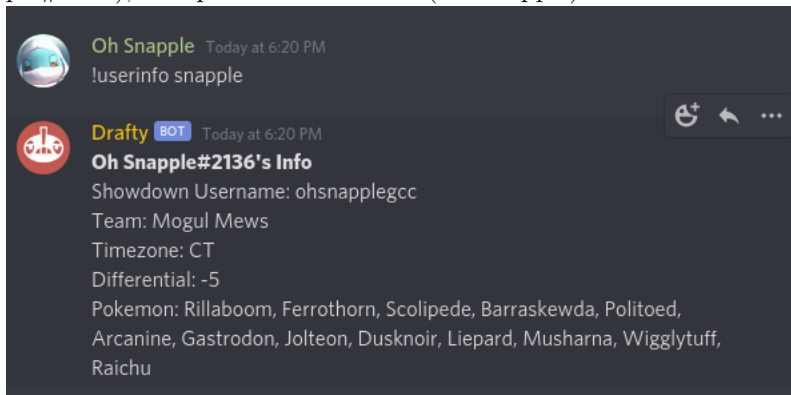 Oh Snapple Today at 6:20 PM
!userinfo snapple
Drafty BOT Today at 6:20 PM
Oh Snapple#2136's Info
Showdown Username: ohsnapplegcc
Team: Mogul Mews
Timezone: CT
Differential: -5
Pokemon: Rillaboom, Ferrothorn, Scolipede, Barraskewda, Politoed,
Arcanine, Gastrodon, Jolteon, Dusknoir, Liepard, Musharna, Wigglytuff,
Raichu